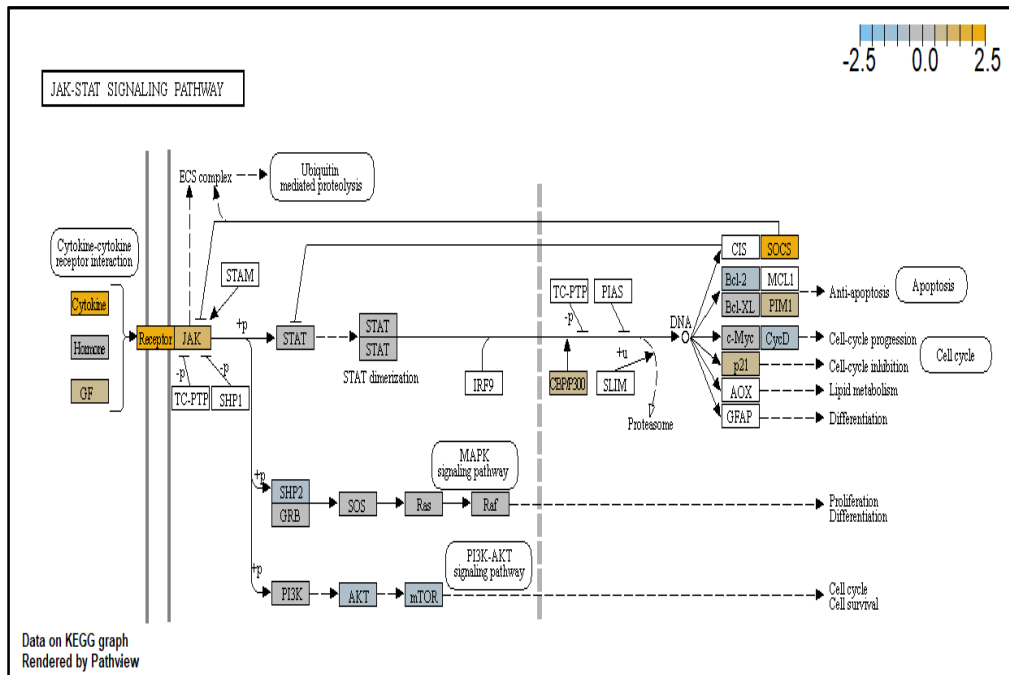 -2.5 0.0 2.5
JAK-STAT SIGNALING PATHWAY
ECS complex
Ubiquitin
mediated proteolysis
Cytokine-cytokine
receptor interaction
STAM
CIS SOCS
Bcl-2 MCL1
Bcl-XL PIM1
Anti-apoptosis
Apoptosis
Cytokine
Hormone
GF
Receptor JAK
+p
STAT
STAT
STAT
STAT dimerization
TC-PTP PIAS
-p
DNA
c-Myc CycD
Cell-cycle progression
Cell cycle
p21
Cell-cycle inhibition
-p
-p
TC-PTP SHP1
IRF9
CBP/P300
+u
SLIM
Proteasome
AOX
Lipid metabolism
GFAP
Differentiation
MAPK
signaling pathway
+p
SHP2
GRB
SOS
Ras
Raf
Proliferation
Differentiation
PI3K-AKT
signaling pathway
+p
PI3K
AKT
mTOR
Cell cycle
Cell survival
Data on KEGG graph
Rendered by Pathview